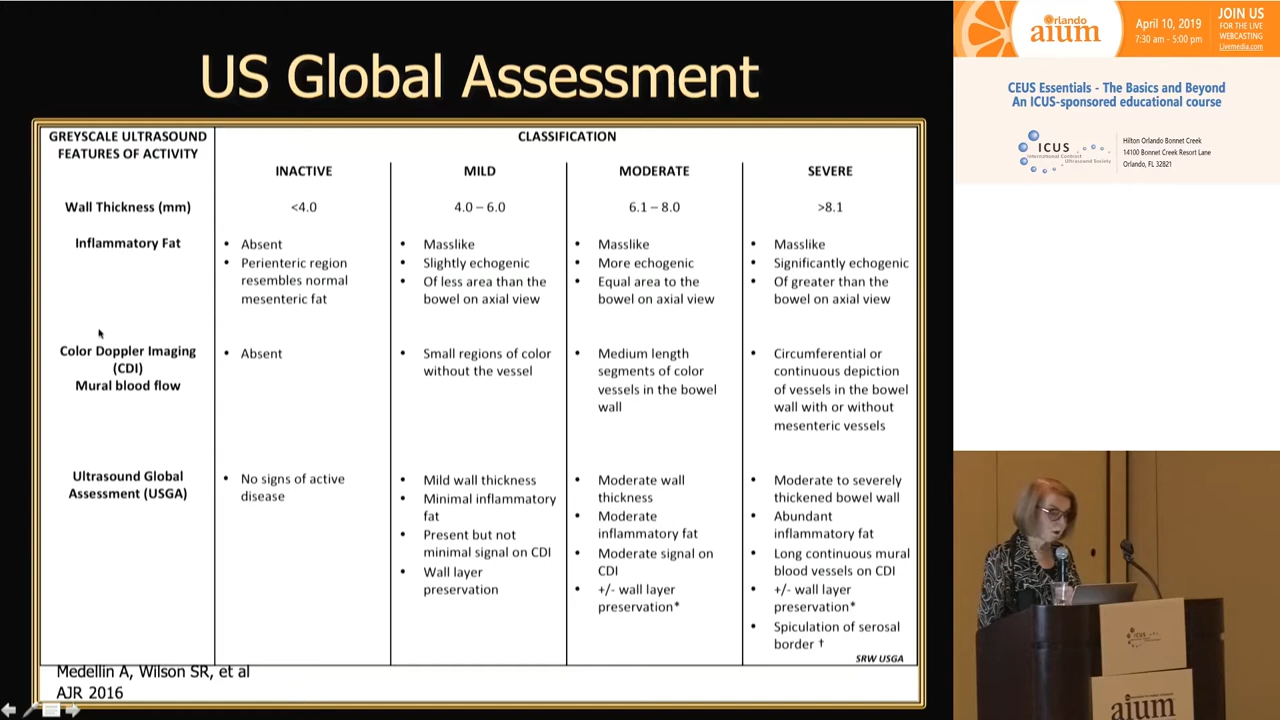 US Global Assessment
GREYSCALE ULTRASOUND
FEATURES OF ACTIVITY
CLASSIFICATION
INACTIVE
MILD
MODERATE
SEVERE
Wall Thickness (mm)
<4.0
4.0 – 6.0
6.1 – 8.0
>8.1
Inflammatory Fat
• Absent
• Perienteric region
resembles normal
mesenteric fat
• Masslike
• Slightly echogenic
• Of less area than the
bowel on axial view
• Masslike
• More echogenic
• Equal area to the
bowel on axial view
• Masslike
• Significantly echogenic
• Of greater than the
bowel on axial view
Color Doppler Imaging
(CDI)
Mural blood flow
• Absent
• Small regions of color
without the vessel
• Medium length
segments of color
vessels in the bowel
wall
• Circumferential or
continuous depiction
of vessels in the bowel
wall with or without
mesenteric vessels
Ultrasound Global
Assessment (USGA)
• No signs of active
disease
• Mild wall thickness
• Minimal inflammatory
fat
• Present but not
minimal signal on CDI
• Wall layer
preservation
• Moderate wall
thickness
• Moderate
inflammatory fat
• Moderate signal on
CDI
• +/- wall layer
preservation*
• Moderate to severely
thickened bowel wall
• Abundant
inflammatory fat
• Long continuous mural
blood vessels on CDI
• +/- wall layer
preservation*
• Spiculation of serosal
border †
SRW USGA
Medellin A, Wilson SR, et al
AJR 2016
Orlando
aium
April 10, 2019
7:30 am - 5:00 pm
JOIN US
FOR THE LIVE
WEBCASTING
Livemedia.com
CEUS Essentials - The Basics and Beyond
An ICUS-sponsored educational course
ICUS
International Contrast
Ultrasound Society
Hilton Orlando Bonnet Creek
14100 Bonnet Creek Resort Lane
Orlando, FL 32821
ICUS
aium